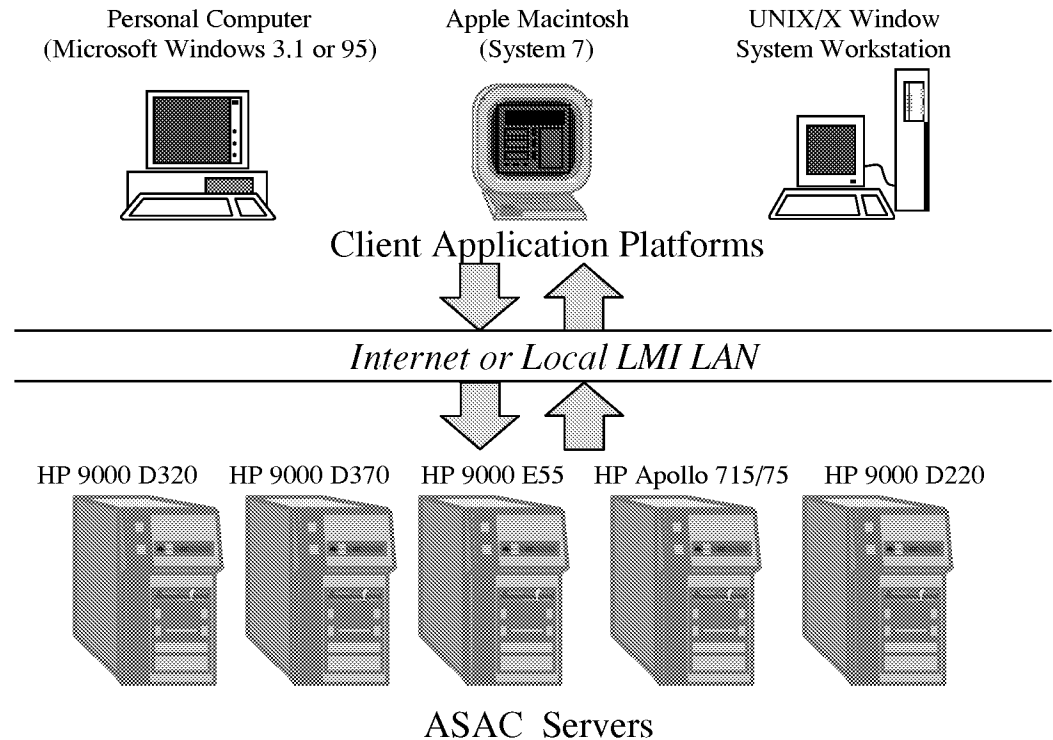 Personal Computer
(Microsoft Windows 3.1 or 95)
Apple Macintosh
(System 7)
UNIX/X Window
System Workstation
Client Application Platforms
Internet or Local LMI LAN
HP 9000 D320
HP 9000 D370
HP 9000 E55
HP Apollo 715/75
HP 9000 D220
ASAC Servers